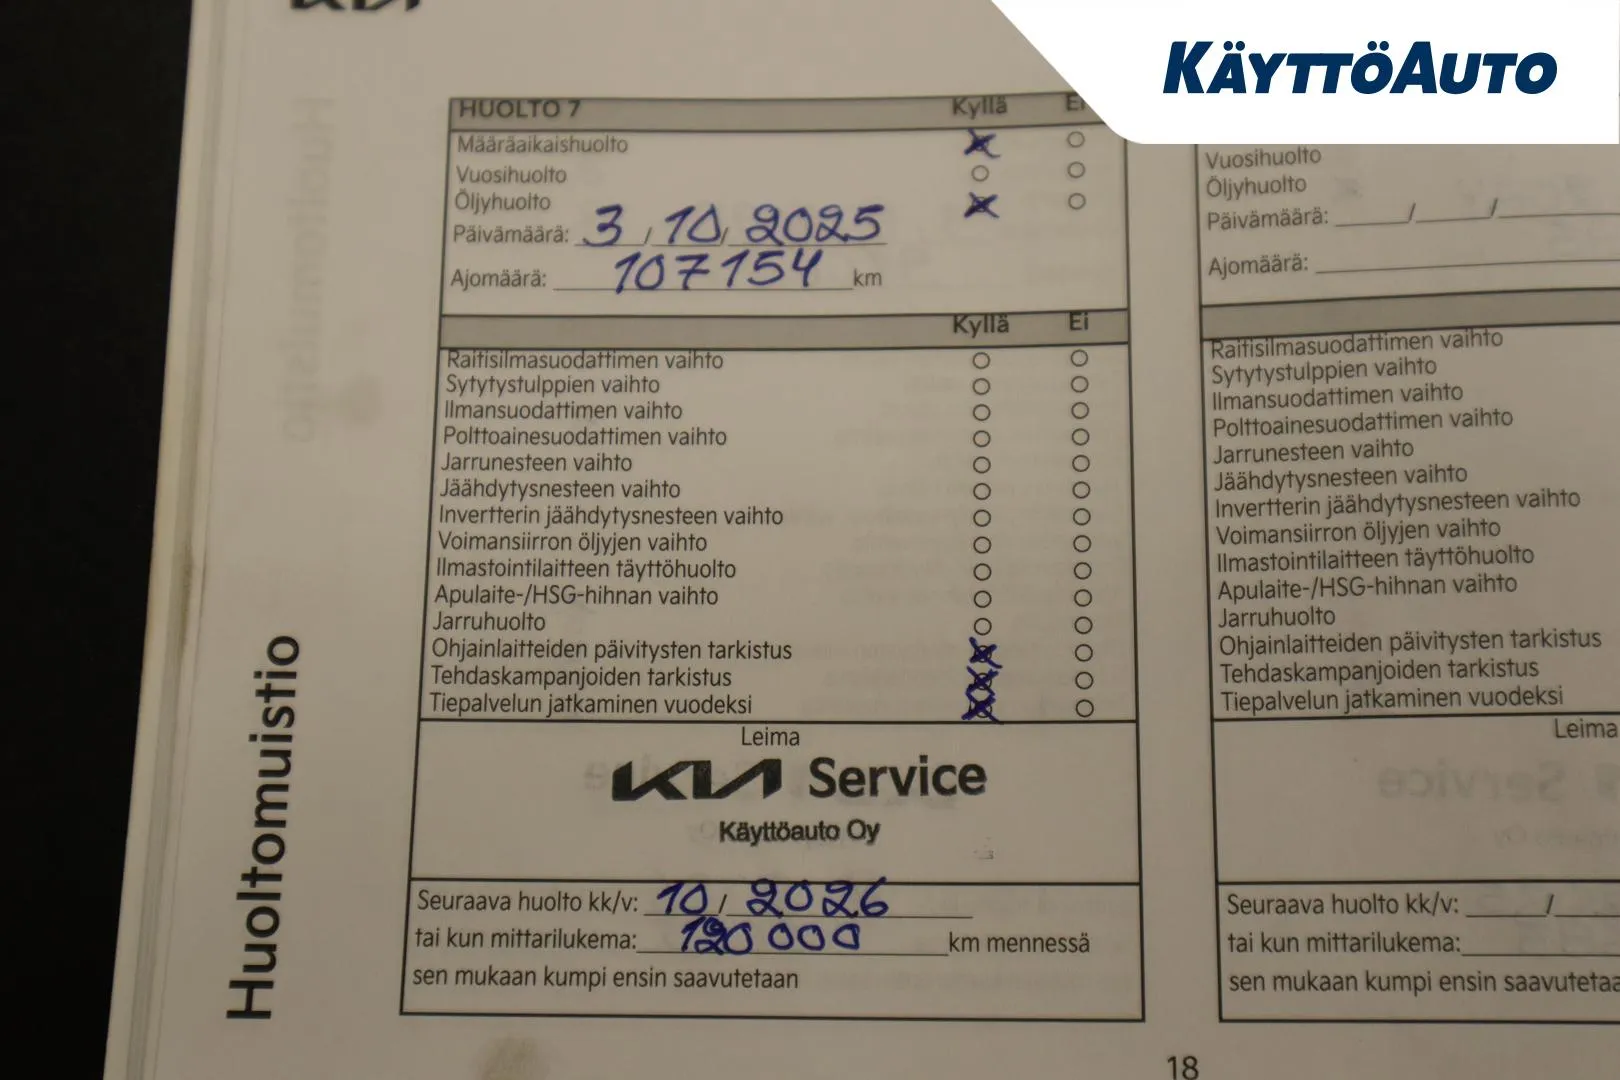 KIA
KÄYTTÖAUTO
HUOLTO 7 Kyllä Ei
Määräaikaishuolto
Vuosihuolto
Öljyhuolto
Päivämäärä: 3 / 10 / 2025
Ajomäärä: 107154 km
Kyllä Ei
Raitisilmasuodattimen vaihto
Sytytystulppien vaihto
Ilmansuodattimen vaihto
Polttoainesuodattimen vaihto
Jarrunesteen vaihto
Jäähdytysnesteen vaihto
Invertterin jäähdytysnesteen vaihto
Voimansiirron öljyjen vaihto
Ilmastointilaitteen täyttöhuolto
Apulaite-/HSG-hihnan vaihto
Jarruhuolto
Ohjainlaitteiden päivitysten tarkistus
Tehdaskampanjoiden tarkistus
Tiepalvelun jatkaminen vuodeksi
Leima
KIA Service
Käyttöauto Oy
Seuraava huolto kk/v: 10 / 2026
tai kun mittarilukema: 120 000 km mennessä
sen mukaan kumpi ensin saavutetaan
Vuosihuolto
Öljyhuolto
Päivämäärä: / /
Ajomäärä:
Raitisilmasuodattimen vaihto
Sytytystulppien vaihto
Ilmansuodattimen vaihto
Polttoainesuodattimen vaihto
Jarrunesteen vaihto
Jäähdytysnesteen vaihto
Invertterin jäähdytysnesteen vaihto
Voimansiirron öljyjen vaihto
Ilmastointilaitteen täyttöhuolto
Apulaite-/HSG-hihnan vaihto
Jarruhuolto
Ohjainlaitteiden päivitysten tarkistus
Tehdaskampanjoiden tarkistus
Tiepalvelun jatkaminen vuodeksi
Leima
Seuraava huolto kk/v: /
tai kun mittarilukema:
sen mukaan kumpi ensin saavuteta
Huoltomuistio
18